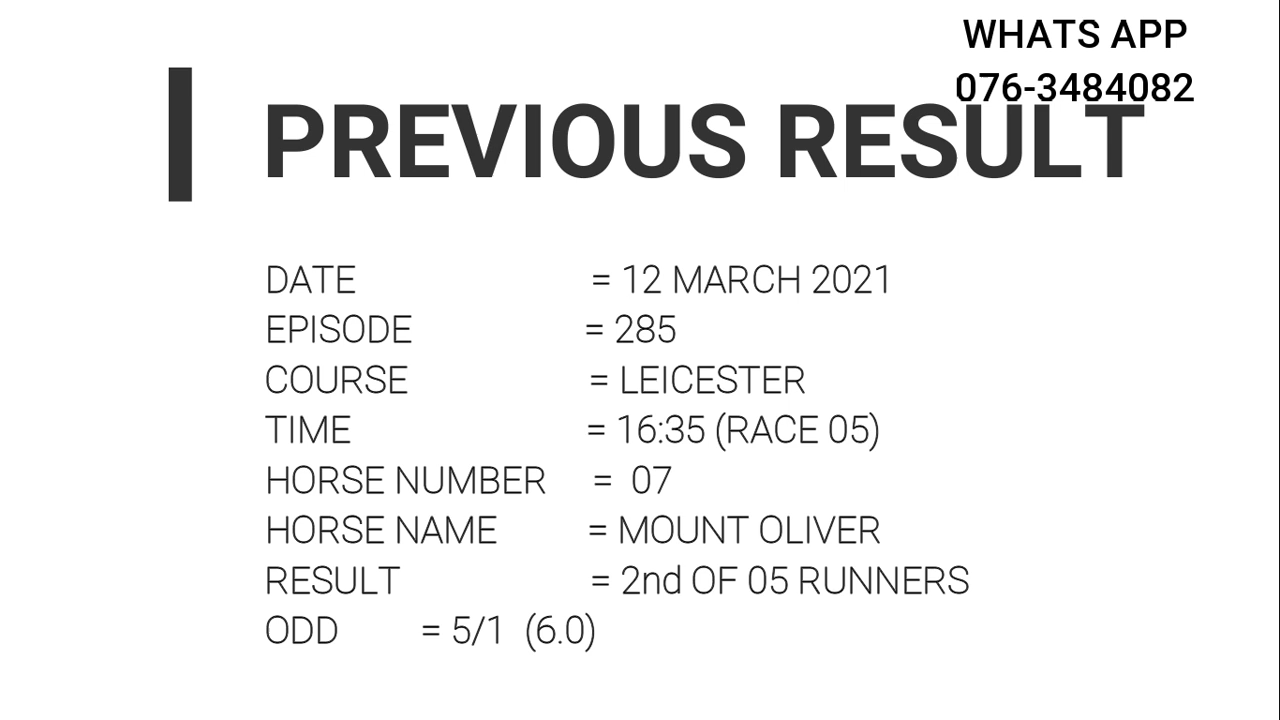 WHATS APP
076-3484082
PREVIOUS RESULT
DATE = 12 MARCH 2021
EPISODE = 285
COURSE = LEICESTER
TIME = 16:35 (RACE 05)
HORSE NUMBER = 07
HORSE NAME = MOUNT OLIVER
RESULT = 2nd OF 05 RUNNERS
ODD = 5/1 (6.0)